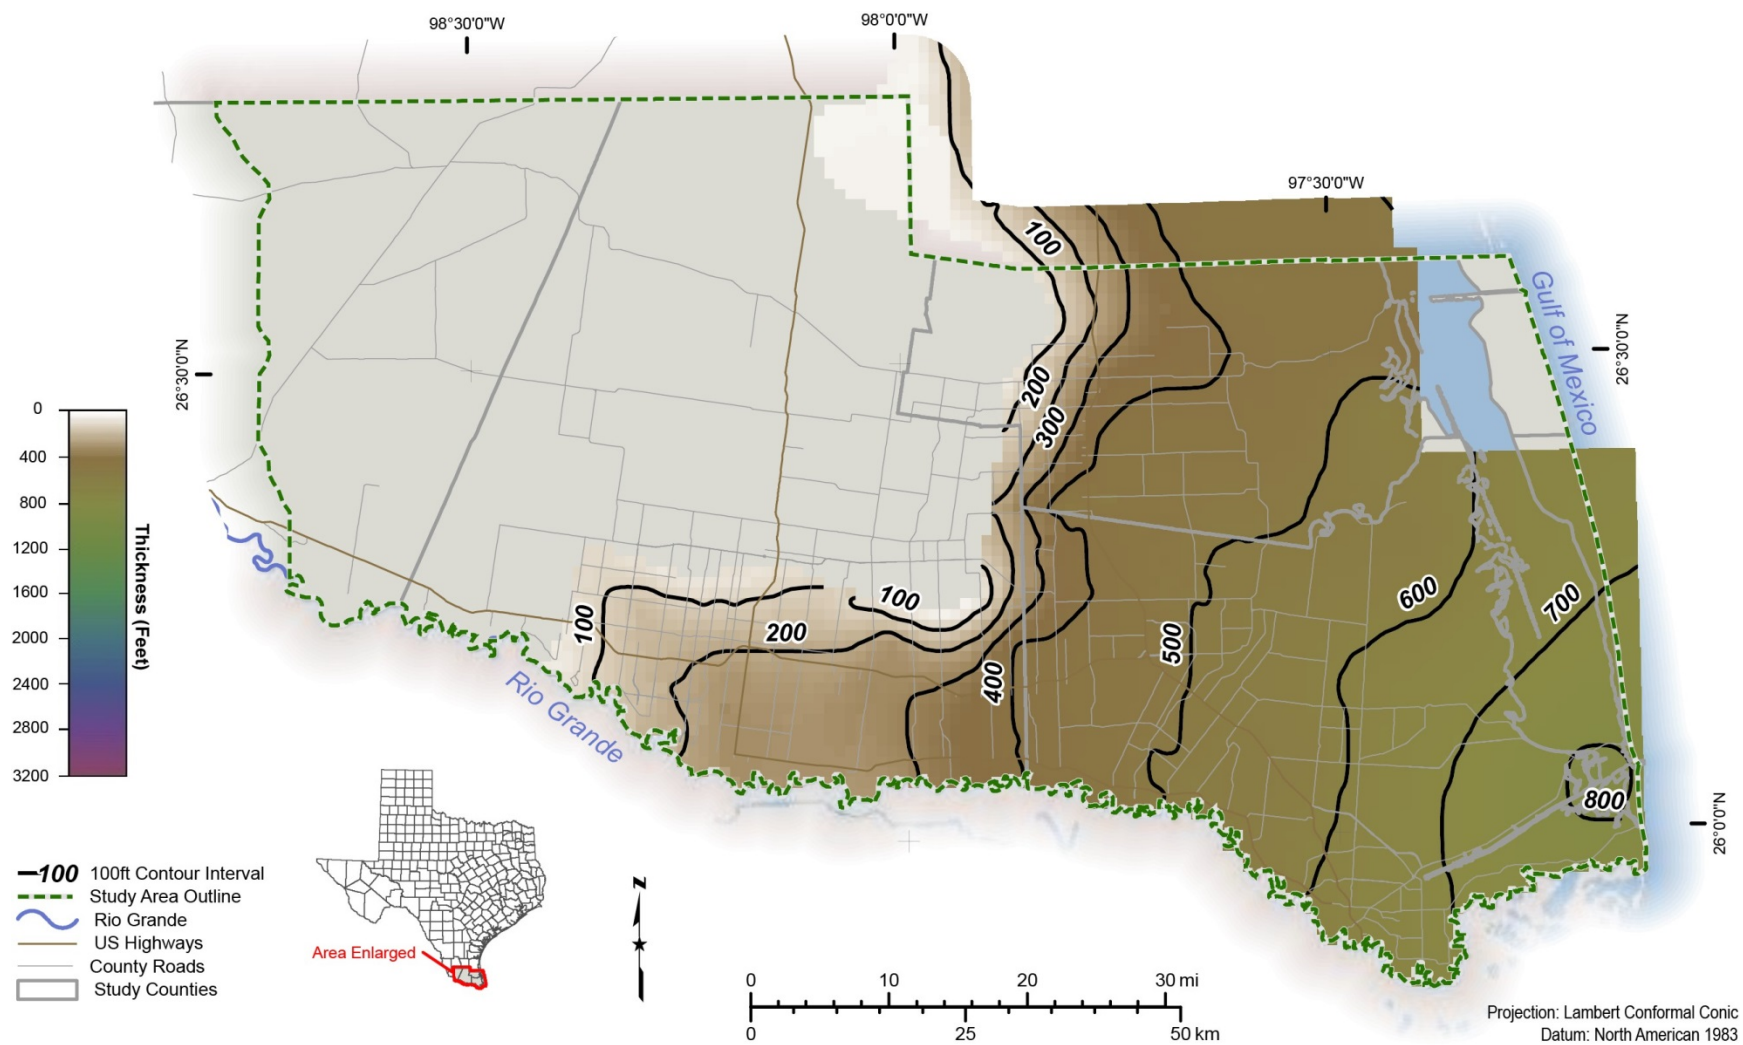 98°30'0"W
98°0'0"W
97°30'0"W
26°30'0"N
26°30'0"N
26°0'0"N
Gulf of Mexico
Rio Grande
100
200
300
100
100
200
400
500
600
700
800
0
400
800
1200
1600
2000
2400
2800
3200
Thickness (Feet)
100 100ft Contour Interval
Study Area Outline
Rio Grande
US Highways
County Roads
Study Counties
Area Enlarged
N
0 10 20 30 mi
0 25 50 km
Projection: Lambert Conformal Conic
Datum: North American 1983